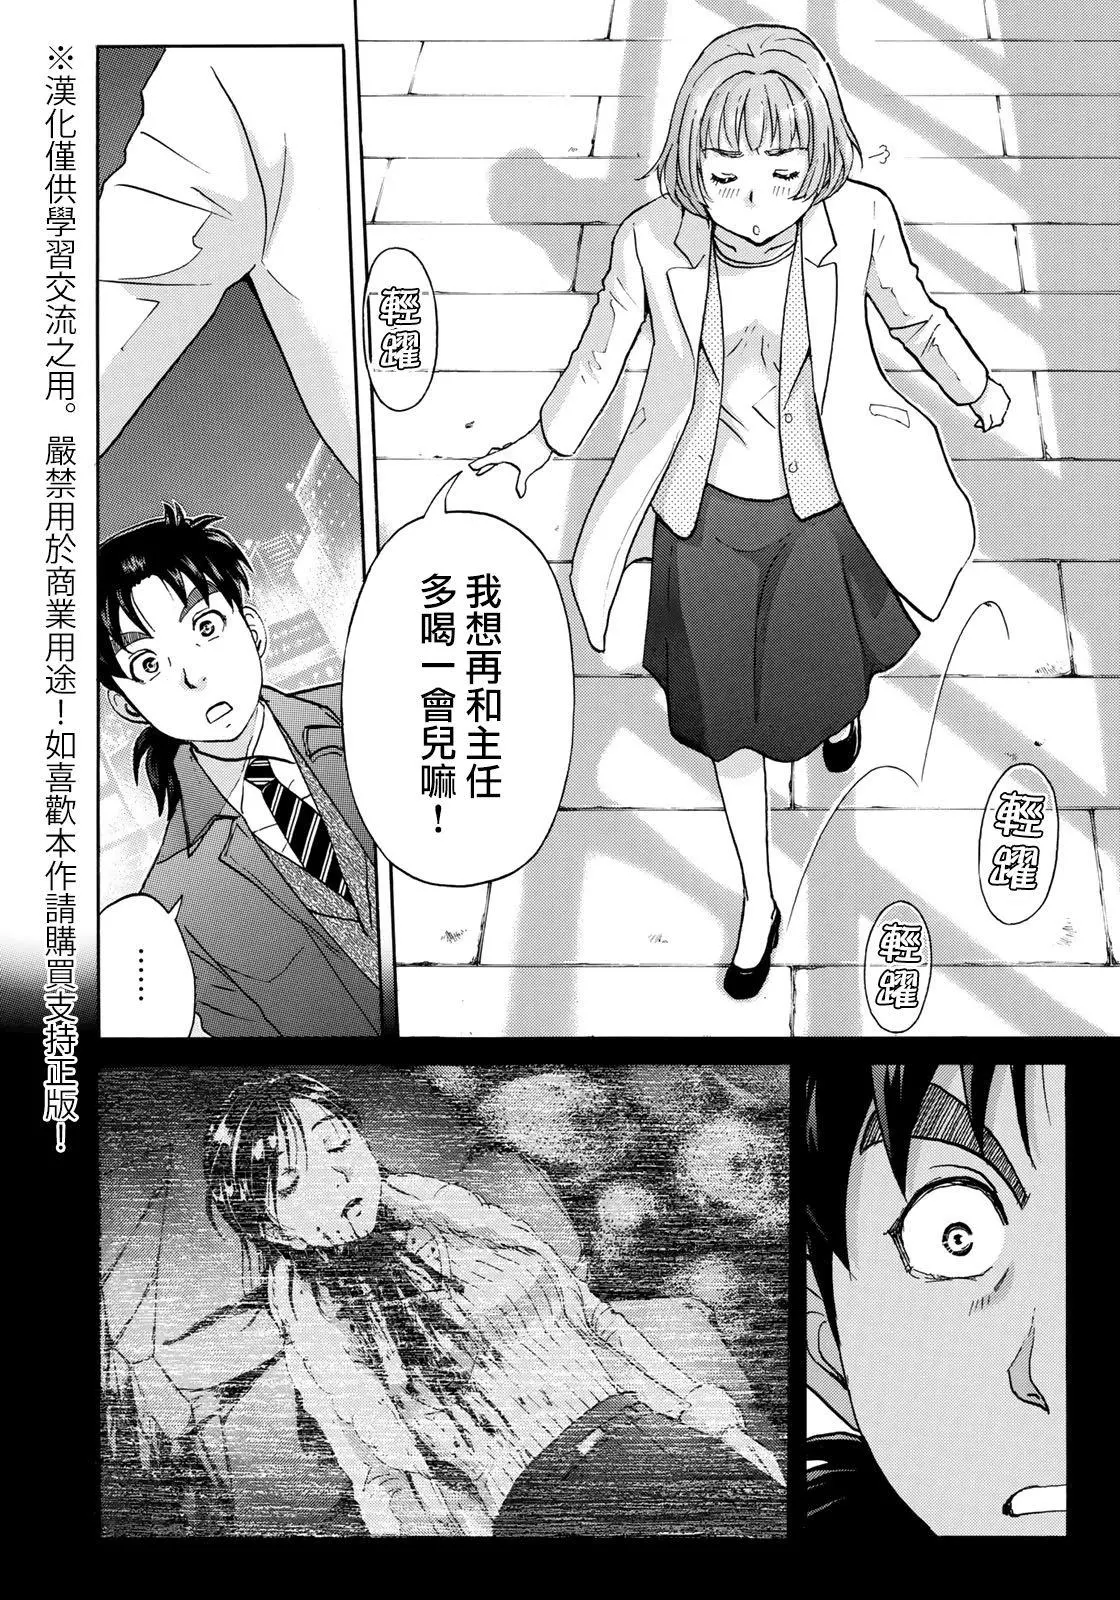 ※漢化僅供學習交流之用。嚴禁用於商業用途！如喜歡本作請購買支持正版！
輕躍
我想再和主任
多喝一會兒嘛！
輕躍
輕躍
……